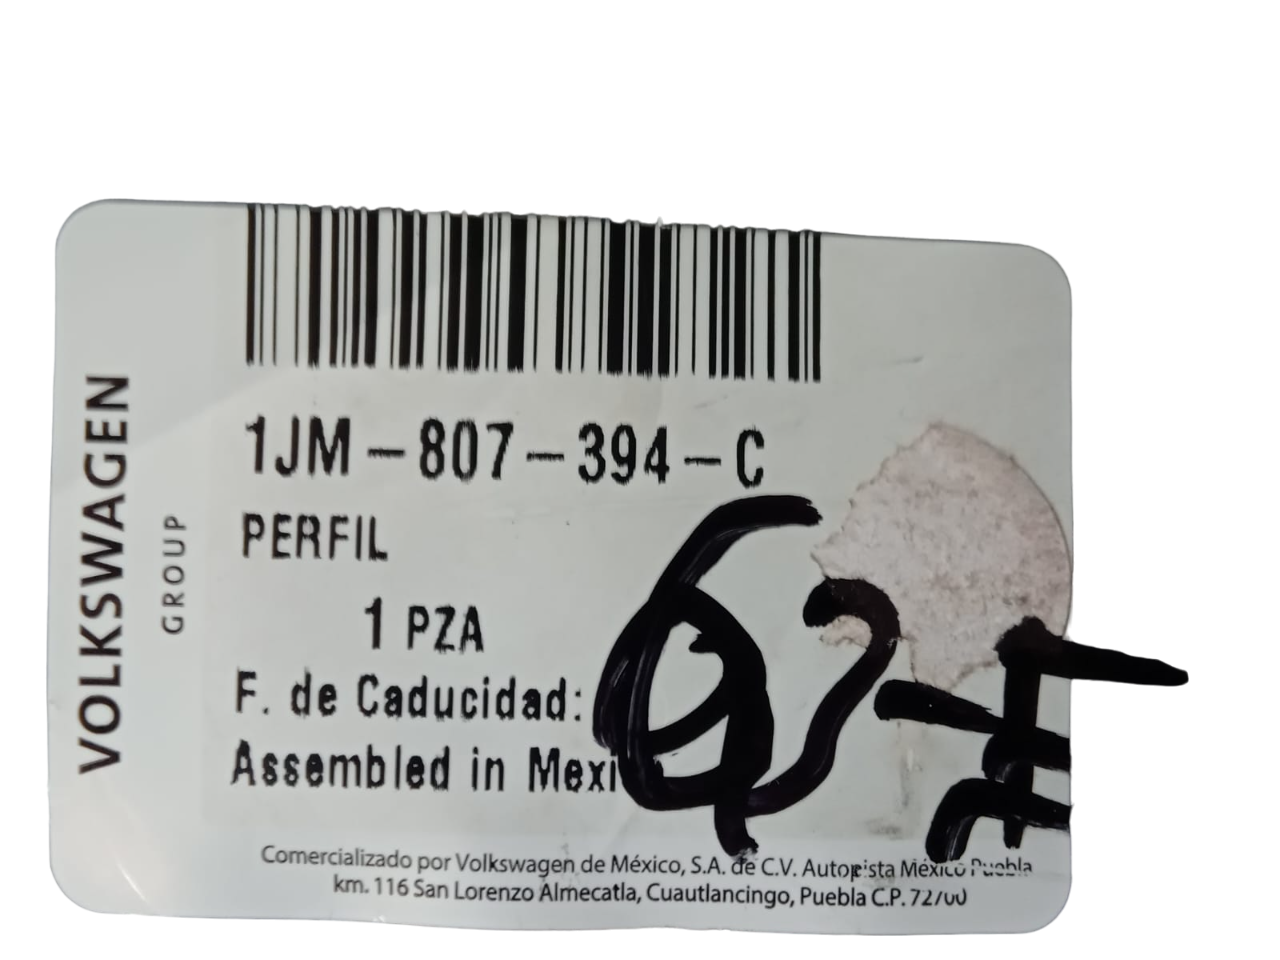 VOLKSWAGEN
GROUP
1JM-807-394-C
PERFIL
1 PZA
F. de Caducidad:
Assembled in Mexi
Comercializado por Volkswagen de México, S.A. de C.V. Autopista México Puebla
km. 116 San Lorenzo Almecatla, Cuautlancingo, Puebla C.P. 72700